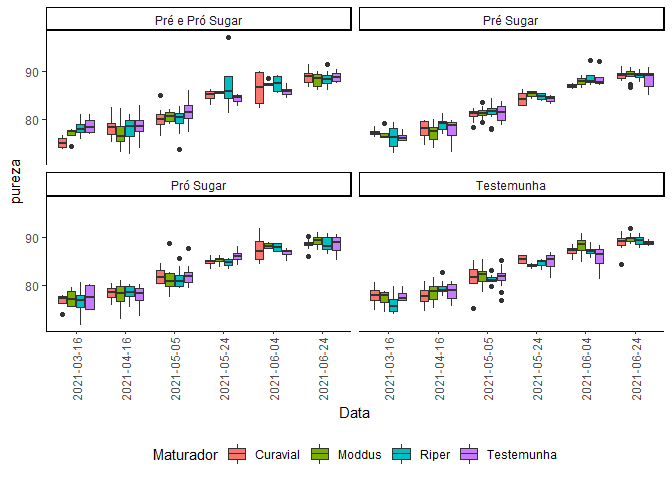 Pré e Pró Sugar
Pré Sugar
90
80
Pró Sugar
Testemunha
90
80
pureza
2021-03-16
2021-04-16
2021-05-05
2021-05-24
2021-06-04
2021-06-24
2021-03-16
2021-04-16
2021-05-05
2021-05-24
2021-06-04
2021-06-24
Data
Maturador Curavial Moddus Riper Testemunha